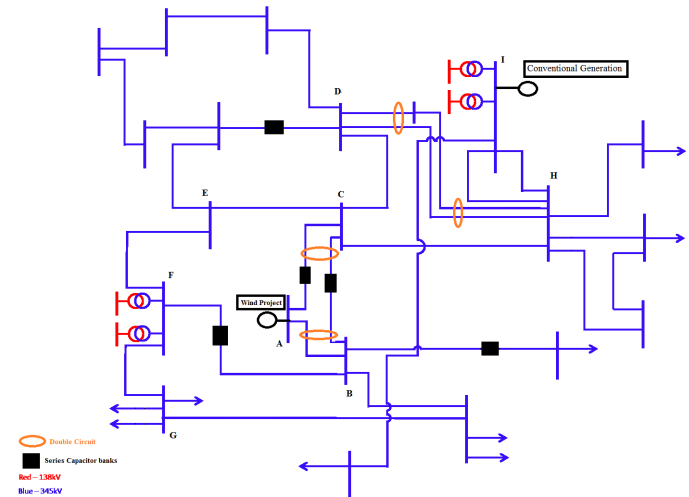 I
Conventional Generation
D
H
E
C
F
Wind Project
A
B
G
Double Circuit
Series Capacitor banks
Red – 138kV
Blue – 345kV